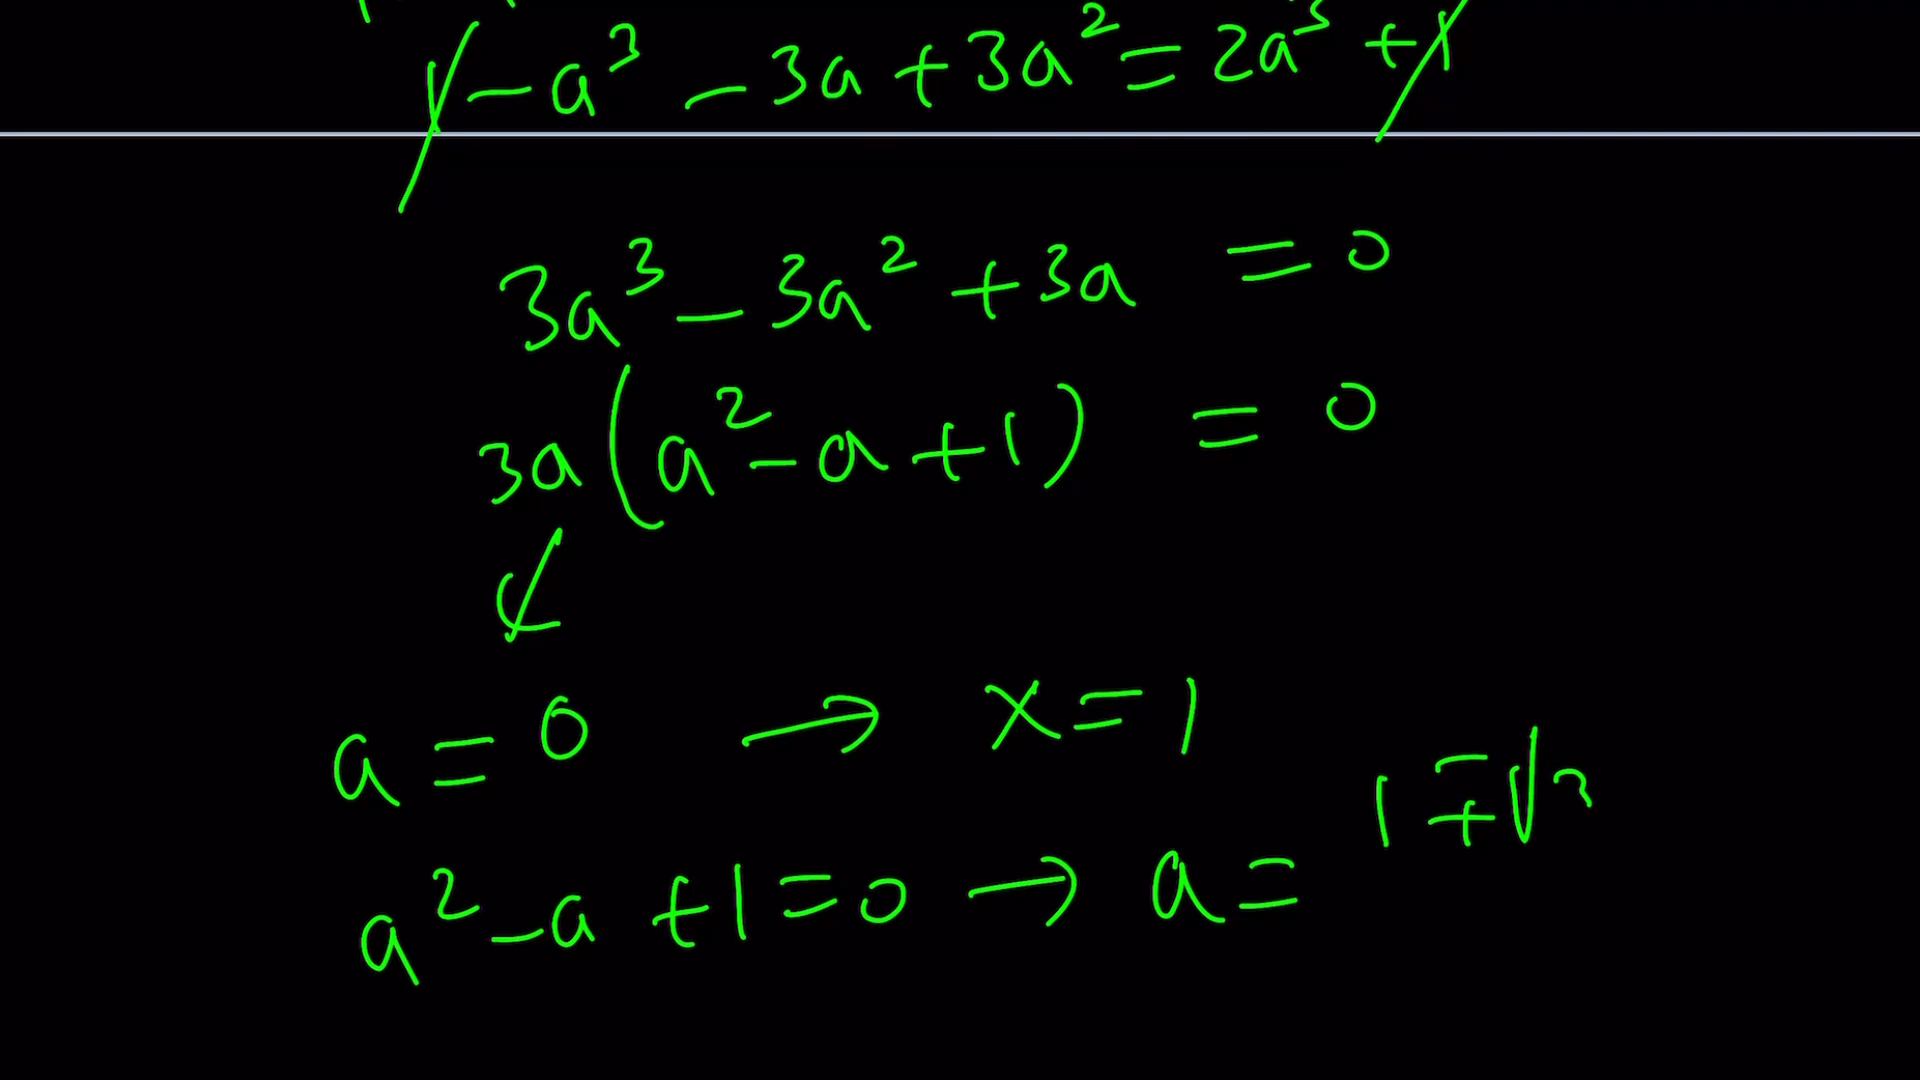 1 - a³ - 3a + 3a² = 2a³ + 1
3a³ - 3a² + 3a = 0
3a(a² - a + 1) = 0
a = 0 → x = 1
a² - a + 1 = 0 → a = 1 ∓ √3